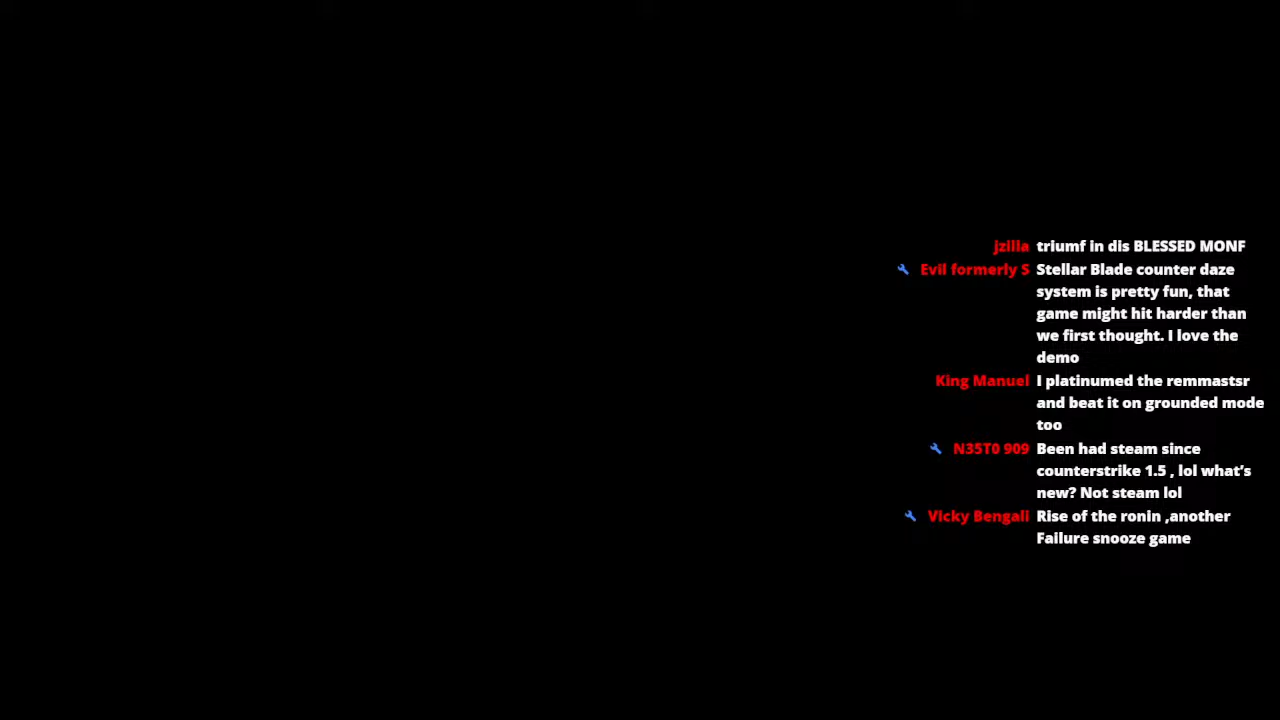 jzilla triumf in dis BLESSED MONF
Evil formerly S Stellar Blade counter daze
system is pretty fun, that
game might hit harder than
we first thought. I love the
demo
King Manuel I platinumed the remmastsr
and beat it on grounded mode
too
N35T0 909 Been had steam since
counterstrike 1.5 , lol what’s
new? Not steam lol
Vicky Bengali Rise of the ronin ,another
Failure snooze game